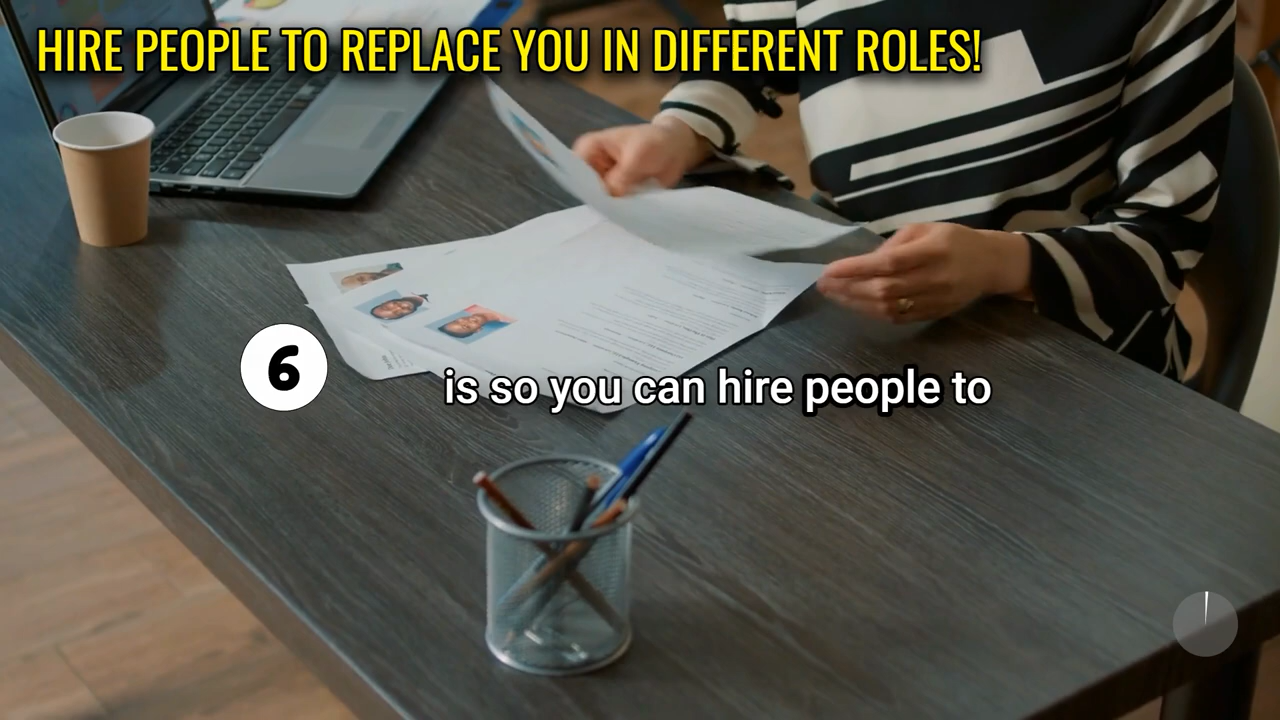 HIRE PEOPLE TO REPLACE YOU IN DIFFERENT ROLES!
6
is so you can hire people to